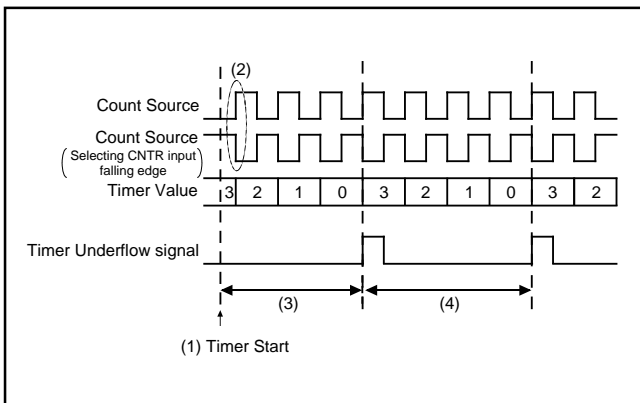 (2)
Count Source
Count Source
(Selecting CNTR input
falling edge)
Timer Value 3 2 1 0 3 2 1 0 3 2
Timer Underflow signal
(3) (4)
(1) Timer Start